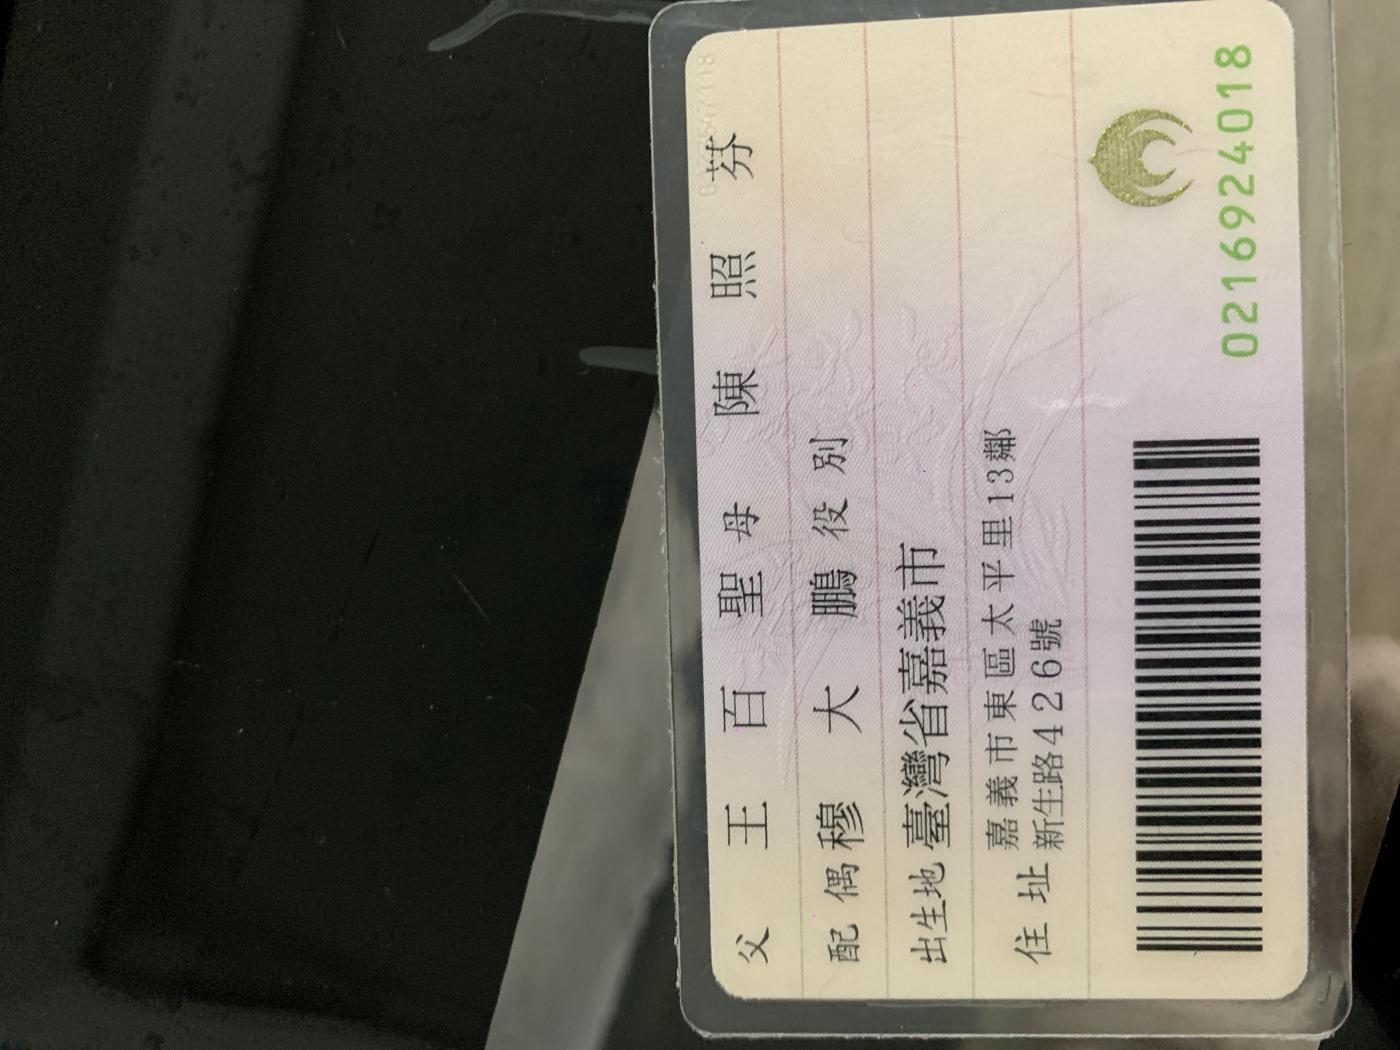 父 王百聖 母 陳照芬
配偶 穆大鵬 役別
出生地 臺灣省嘉義市
住址 嘉義市東區太平里13鄰
新生路426號
0216924018